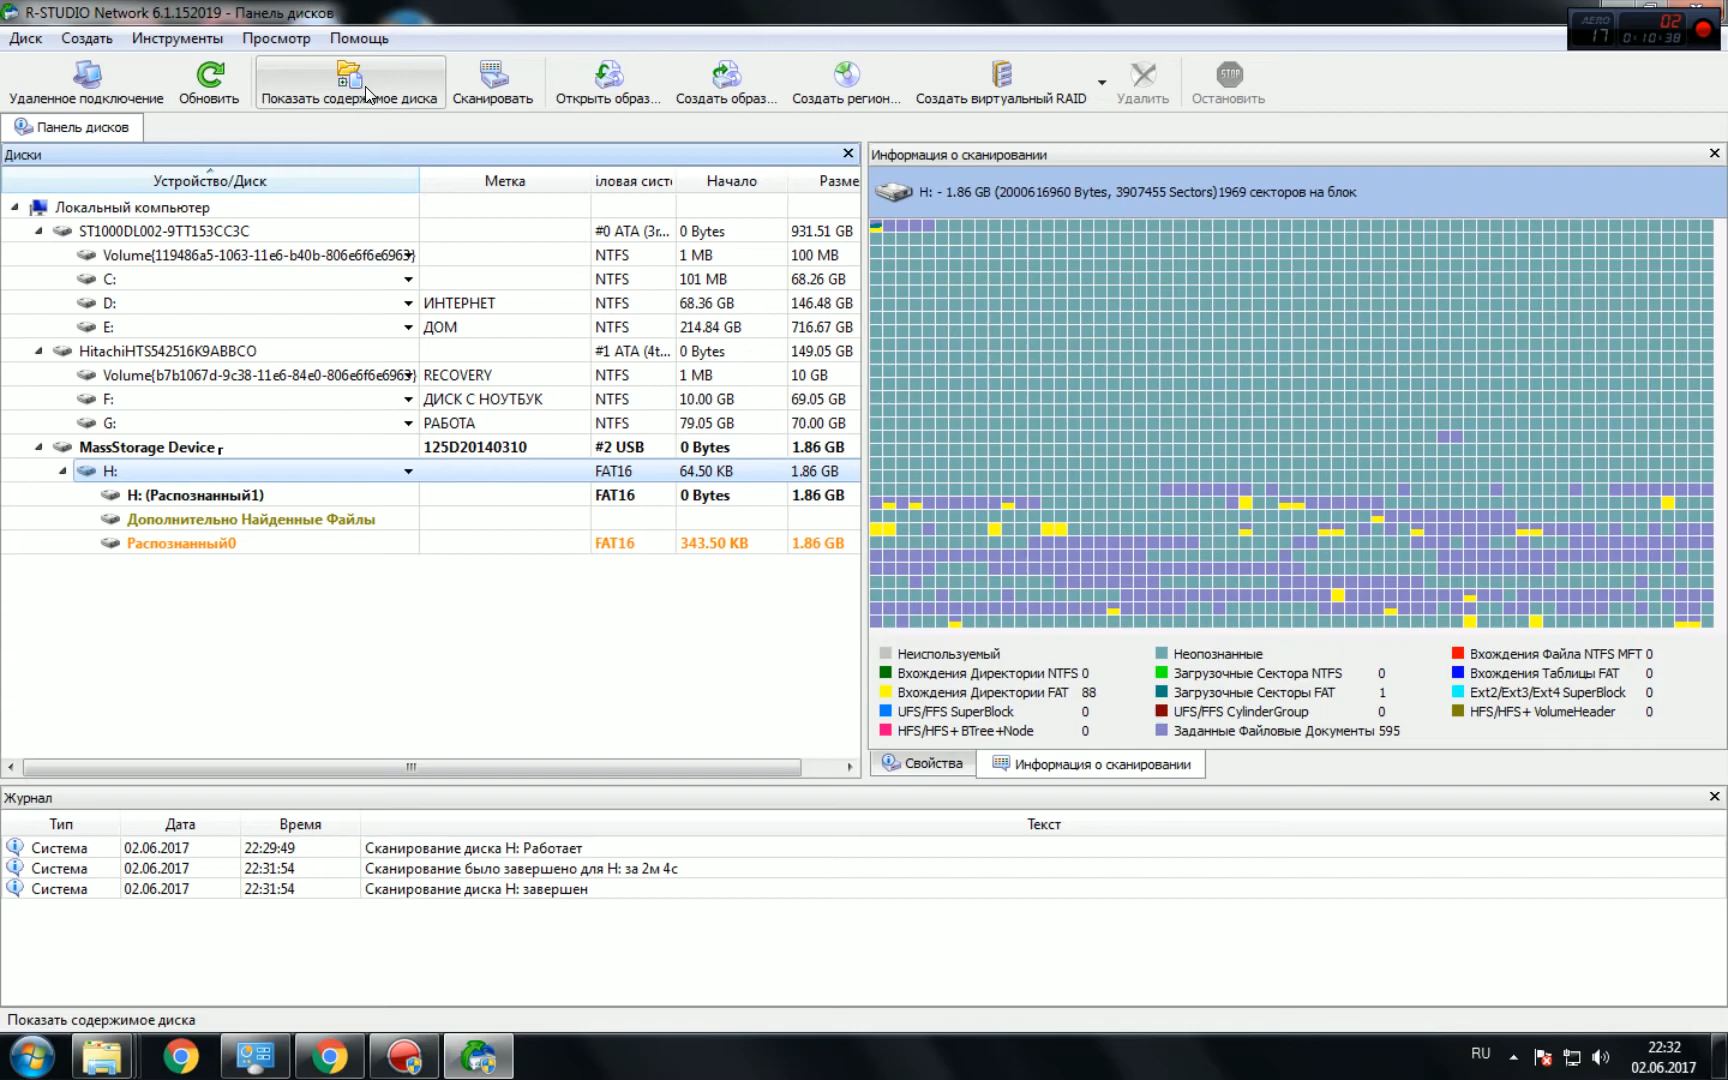 R-STUDIO Network 6.1.152019 - Панель дисков
AERO 17 02 0:10:38
Диск Создать Инструменты Просмотр Помощь
Удаленное подключение Обновить Показать содержимое диска Сканировать Открыть образ... Создать образ... Создать регион... Создать виртуальный RAID Удалить STOP Остановить
Панель дисков
Диски
Устройство/Диск Метка іловая систе Начало Разме
Локальный компьютер
ST1000DL002-9TT153CC3C #0 ATA (3r... 0 Bytes 931.51 GB
Volume{119486a5-1063-11e6-b40b-806e6f6e6963} NTFS 1 MB 100 MB
C: NTFS 101 MB 68.26 GB
D: ИНТЕРНЕТ NTFS 68.36 GB 146.48 GB
E: ДОМ NTFS 214.84 GB 716.67 GB
HitachiHTS542516K9ABBCO #1 ATA (4t... 0 Bytes 149.05 GB
Volume{b7b1067d-9c38-11e6-84e0-806e6f6e6963} RECOVERY NTFS 1 MB 10 GB
F: ДИСК С НОУТБУК NTFS 10.00 GB 69.05 GB
G: РАБОТА NTFS 79.05 GB 70.00 GB
MassStorage Device 125D20140310 #2 USB 0 Bytes 1.86 GB
H: FAT16 64.50 KB 1.86 GB
H: (Распознанный1) FAT16 0 Bytes 1.86 GB
Дополнительно Найденные Файлы
Распознанный0 FAT16 343.50 KB 1.86 GB
Информация о сканировании
H: - 1.86 GB (2000616960 Bytes, 3907455 Sectors)1969 секторов на блок
Неиспользуемый Неопознанные Вхождения Файла NTFS MFT 0
Вхождения Директории NTFS 0 Загрузочные Сектора NTFS 0 Вхождения Таблицы FAT 0
Вхождения Директории FAT 88 Загрузочные Секторы FAT 1 Ext2/Ext3/Ext4 SuperBlock 0
UFS/FFS SuperBlock 0 UFS/FFS CylinderGroup 0 HFS/HFS+ VolumeHeader 0
HFS/HFS+ BTree+Node 0 Заданные Файловые Документы 595
Свойства Информация о сканировании
Журнал
Тип Дата Время Текст
Система 02.06.2017 22:29:49 Сканирование диска H: Работает
Система 02.06.2017 22:31:54 Сканирование было завершено для H: за 2м 4с
Система 02.06.2017 22:31:54 Сканирование диска H: завершен
Показать содержимое диска
RU 22:32
02.06.2017